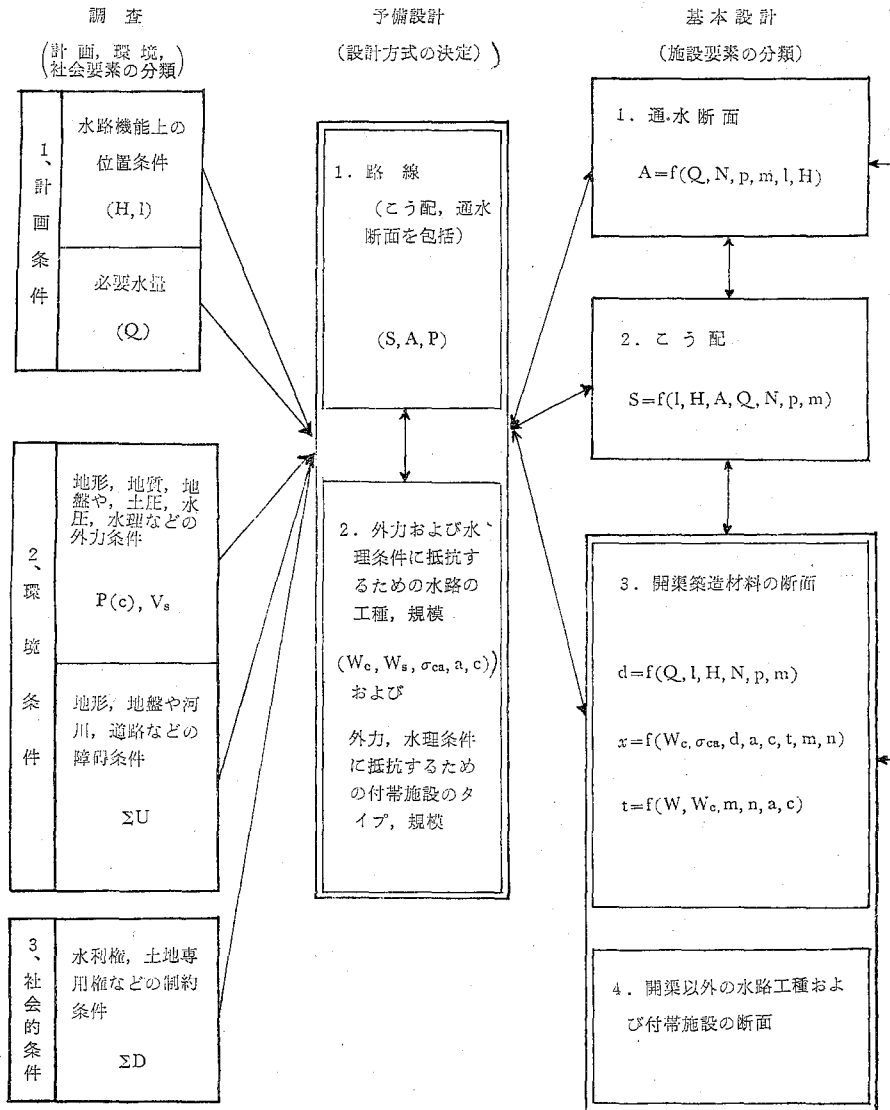 調査
(計画，環境，
社会要素の分類)
1、計画条件
水路機能上の
位置条件
(H, l)
必要水量
(Q)
2、環境条件
地形，地質，地
盤や，土圧，水
圧，水理などの
外力条件
P(c), Vs
地形，地盤や河
川，道路などの
障碍条件
ΣU
3、社会的条件
水利権，土地専
用権などの制約
条件
ΣD
予備設計
(設計方式の決定)
1．路線
(こう配，通水
断面を包括)
(S, A, P)
2．外力および水
理条件に抵抗す
るための水路の
工種，規模
(Wc, Ws, σca, a, c)
および
外力，水理条件
に抵抗するため
の付帯施設のタ
イプ，規模
基本設計
(施設要素の分類)
1．通水断面
A=f(Q, N, p, m, l, H)
2．こう配
S=f(l, H, A, Q, N, p, m)
3．開渠築造材料の断面
d=f(Q, l, H, N, p, m)
x=f(Wc, σca, d, a, c, t, m, n)
t=f(W, Wc, m, n, a, c)
4．開渠以外の水路工種およ
び付帯施設の断面